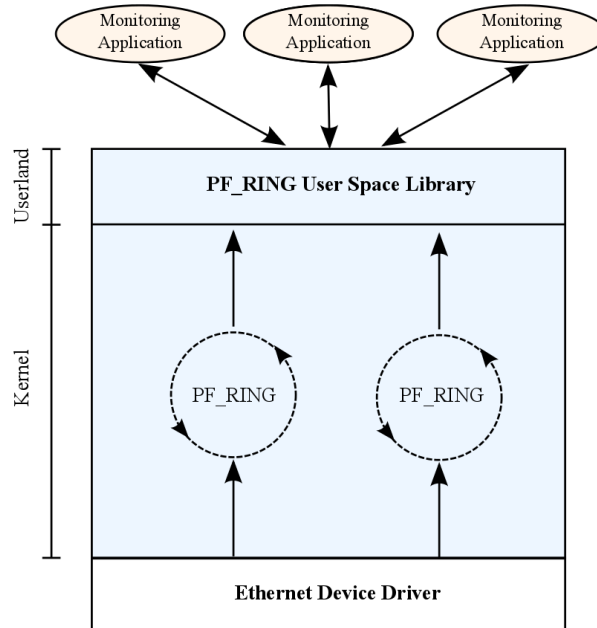 Monitoring
Application
Monitoring
Application
Monitoring
Application
Userland
PF_RING User Space Library
Kernel
PF_RING
PF_RING
Ethernet Device Driver